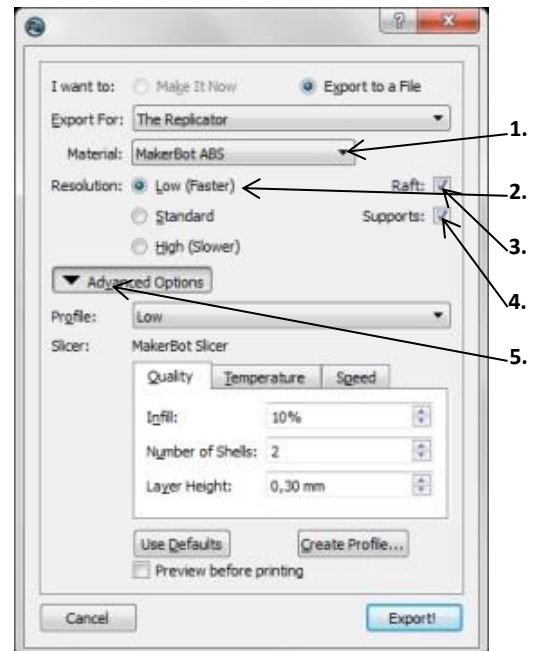 I want to: Make It Now Export to a File
Export For: The Replicator
1.
Material: MakerBot ABS
Resolution: Low (Faster) Raft:
2.
Standard Supports:
3.
High (Slower)
Advanced Options
4.
Profile: Low
Slicer: MakerBot Slicer
5.
Quality Temperature Speed
Infill: 10%
Number of Shells: 2
Layer Height: 0,30 mm
Use Defaults Create Profile...
Preview before printing
Cancel Export!